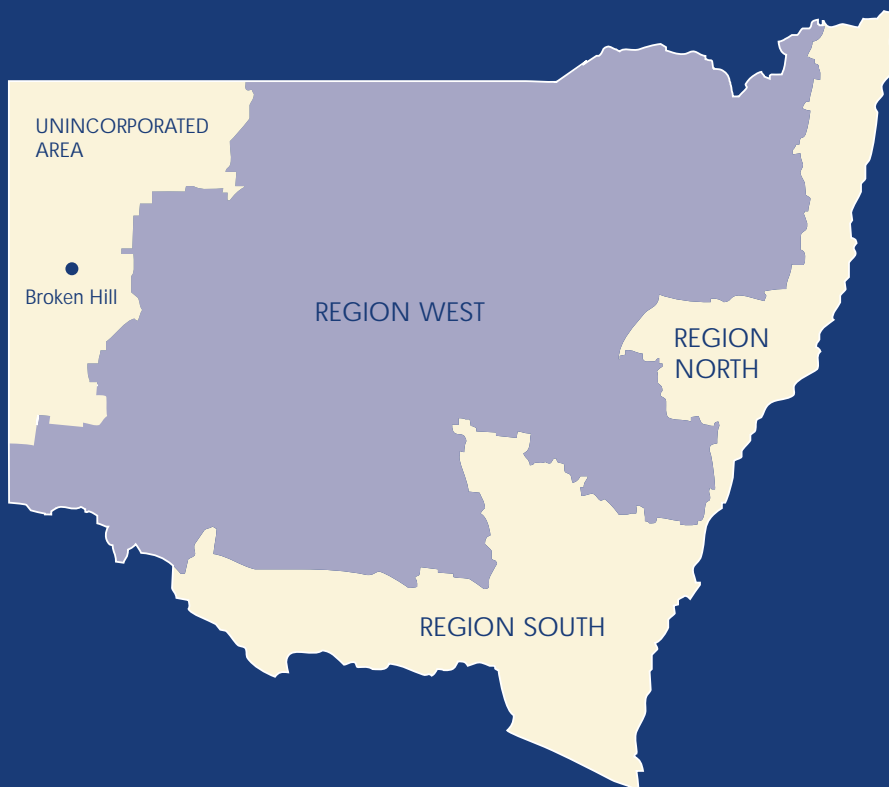 UNINCORPORATED
AREA
Broken Hill
REGION WEST
REGION
NORTH
REGION SOUTH